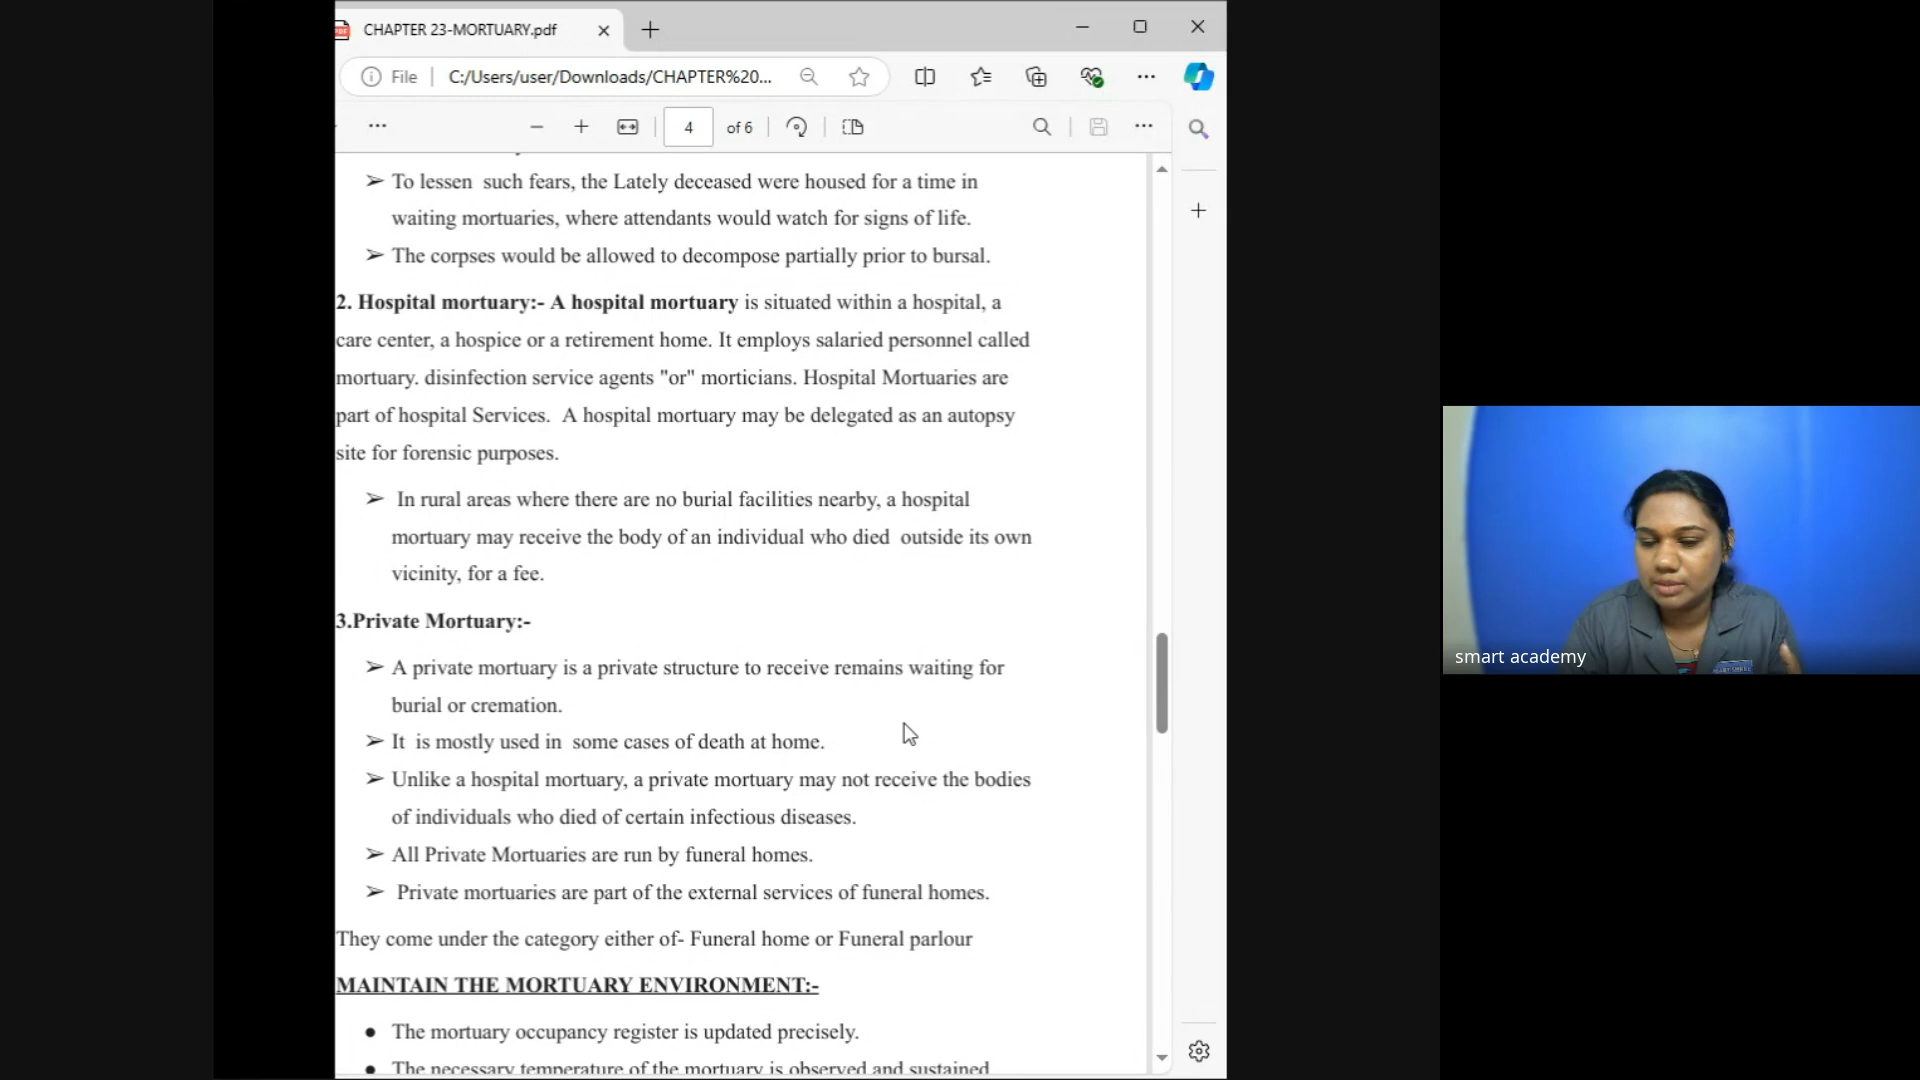 CHAPTER 23-MORTUARY.pdf
File
C:/Users/user/Downloads/CHAPTER%20...
4 of 6
➢ To lessen such fears, the Lately deceased were housed for a time in
waiting mortuaries, where attendants would watch for signs of life.
➢ The corpses would be allowed to decompose partially prior to bursal.
2. Hospital mortuary:- A hospital mortuary is situated within a hospital, a
care center, a hospice or a retirement home. It employs salaried personnel called
mortuary. disinfection service agents "or" morticians. Hospital Mortuaries are
part of hospital Services. A hospital mortuary may be delegated as an autopsy
site for forensic purposes.
➢ In rural areas where there are no burial facilities nearby, a hospital
mortuary may receive the body of an individual who died outside its own
vicinity, for a fee.
3.Private Mortuary:-
➢ A private mortuary is a private structure to receive remains waiting for
burial or cremation.
➢ It is mostly used in some cases of death at home.
➢ Unlike a hospital mortuary, a private mortuary may not receive the bodies
of individuals who died of certain infectious diseases.
➢ All Private Mortuaries are run by funeral homes.
➢ Private mortuaries are part of the external services of funeral homes.
They come under the category either of- Funeral home or Funeral parlour
MAINTAIN THE MORTUARY ENVIRONMENT:-
● The mortuary occupancy register is updated precisely.
● The necessary temperature of the mortuary is observed and sustained
smart academy